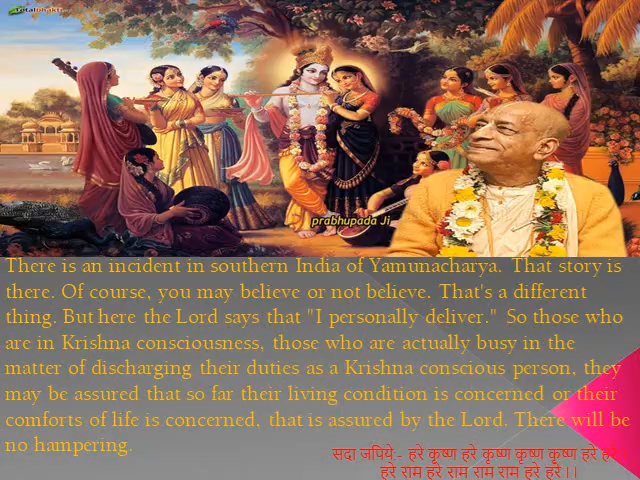 totalbhakti
prabhupada Ji
There is an incident in southern India of Yamunacharya. That story is
there. Of course, you may believe or not believe. That's a different
thing. But here the Lord says that "I personally deliver." So those who
are in Krishna consciousness, those who are actually busy in the
matter of discharging their duties as a Krishna conscious person, they
may be assured that so far their living condition is concerned or their
comforts of life is concerned, that is assured by the Lord. There will be
no hampering.
सदा जपिये:- हरे कृष्ण हरे कृष्ण कृष्ण कृष्ण हरे
हरे राम हरे राम राम राम हरे हरे।।